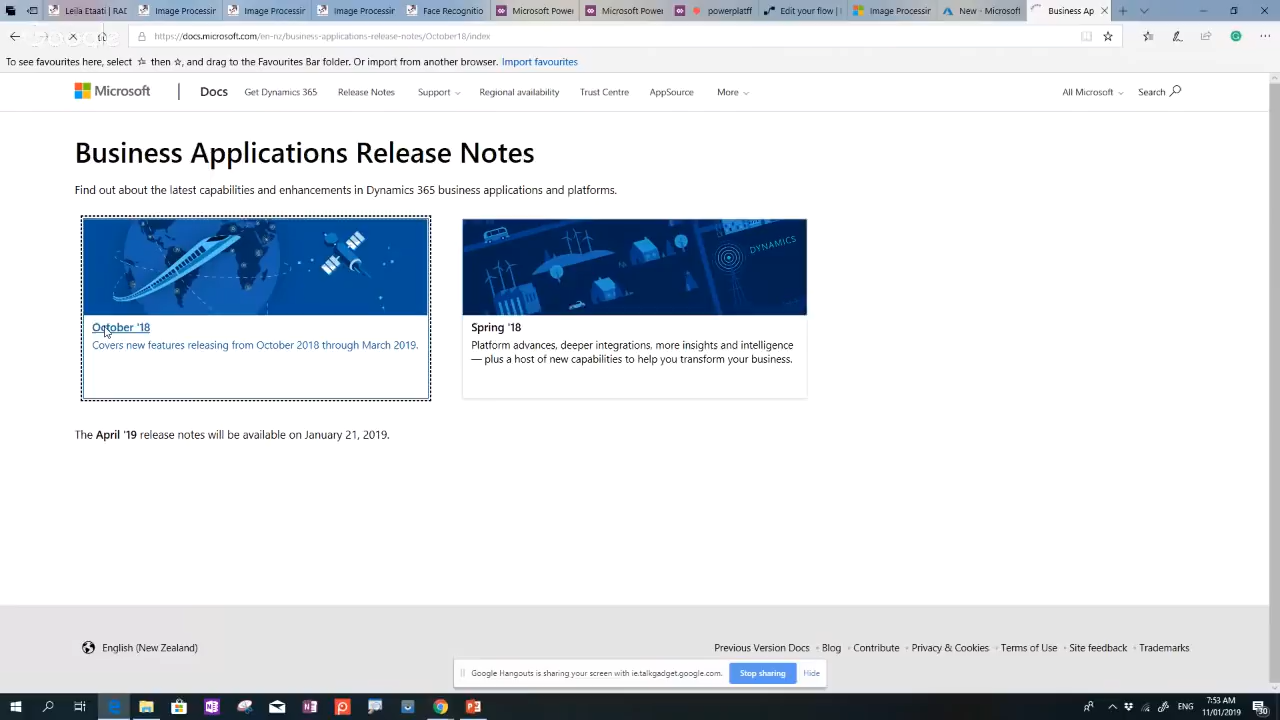 Leila Etaati | RAD
Image Processin
Image Processin
Face Recognitio
Microsoft Power
Microsoft Power
powerplatf
Edit your flow |
Image Processin
New - Microsoft
Business Ap
https://docs.microsoft.com/en-nz/business-applications-release-notes/October18/index
To see favourites here, select ☆ then ☆, and drag to the Favourites Bar folder. Or import from another browser. Import favourites
Microsoft
Docs Get Dynamics 365 Release Notes Support Regional availability Trust Centre AppSource More All Microsoft Search
Business Applications Release Notes
Find out about the latest capabilities and enhancements in Dynamics 365 business applications and platforms.
DYNAMICS
October '18
Covers new features releasing from October 2018 through March 2019.
Spring '18
Platform advances, deeper integrations, more insights and intelligence
— plus a host of new capabilities to help you transform your business.
The April '19 release notes will be available on January 21, 2019.
English (New Zealand)
Previous Version Docs • Blog • Contribute • Privacy & Cookies • Terms of Use • Site feedback • Trademarks
Google Hangouts is sharing your screen with ie.talkgadget.google.com. Stop sharing Hide
ENG
7:53 AM
11/01/2019
30